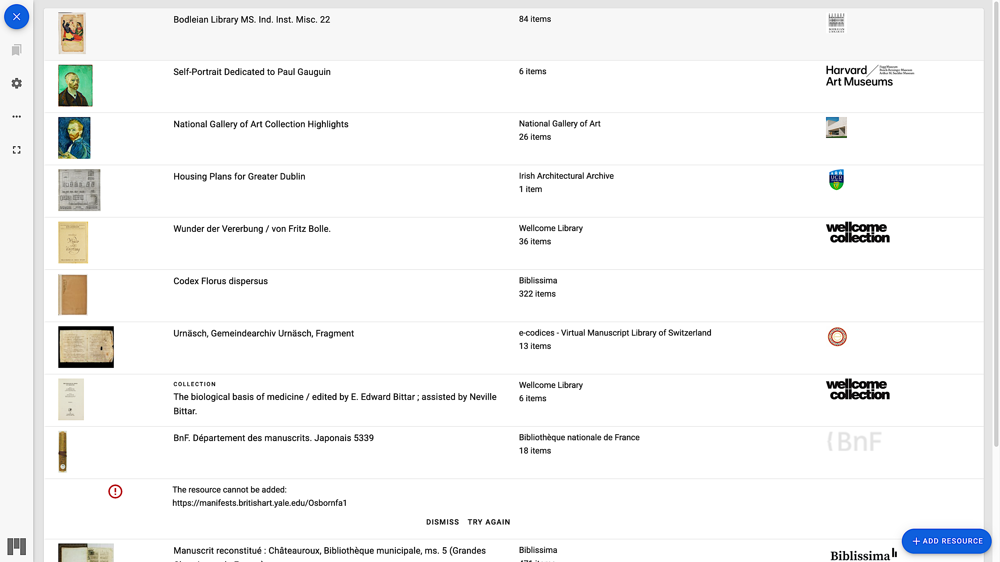 Bodleian Library MS. Ind. Inst. Misc. 22
84 items
BODLEIAN
LIBRARIES
Self-Portrait Dedicated to Paul Gauguin
6 items
Harvard
Art Museums
Fogg Museum
Busch-Reisinger Museum
Arthur M. Sackler Museum
National Gallery of Art Collection Highlights
National Gallery of Art
26 items
Housing Plans for Greater Dublin
Irish Architectural Archive
1 item
UCD
DUBLIN
Wunder der Vererbung / von Fritz Bolle.
Wellcome Library
36 items
wellcome
collection
Wunder
der
Vererbung
Codex Florus dispersus
Biblissima
322 items
Urnäsch, Gemeindearchiv Urnäsch, Fragment
e-codices - Virtual Manuscript Library of Switzerland
13 items
e
COLLECTION
The biological basis of medicine / edited by E. Edward Bittar ; assisted by Neville
Bittar.
Wellcome Library
6 items
wellcome
collection
BnF. Département des manuscrits. Japonais 5339
Bibliothèque nationale de France
18 items
{BnF
The resource cannot be added:
https://manifests.britishart.yale.edu/Osbornfa1
DISMISS TRY AGAIN
Manuscrit reconstitué : Châteauroux, Bibliothèque municipale, ms. 5 (Grandes
Biblissima
Biblissima
+ ADD RESOURCE